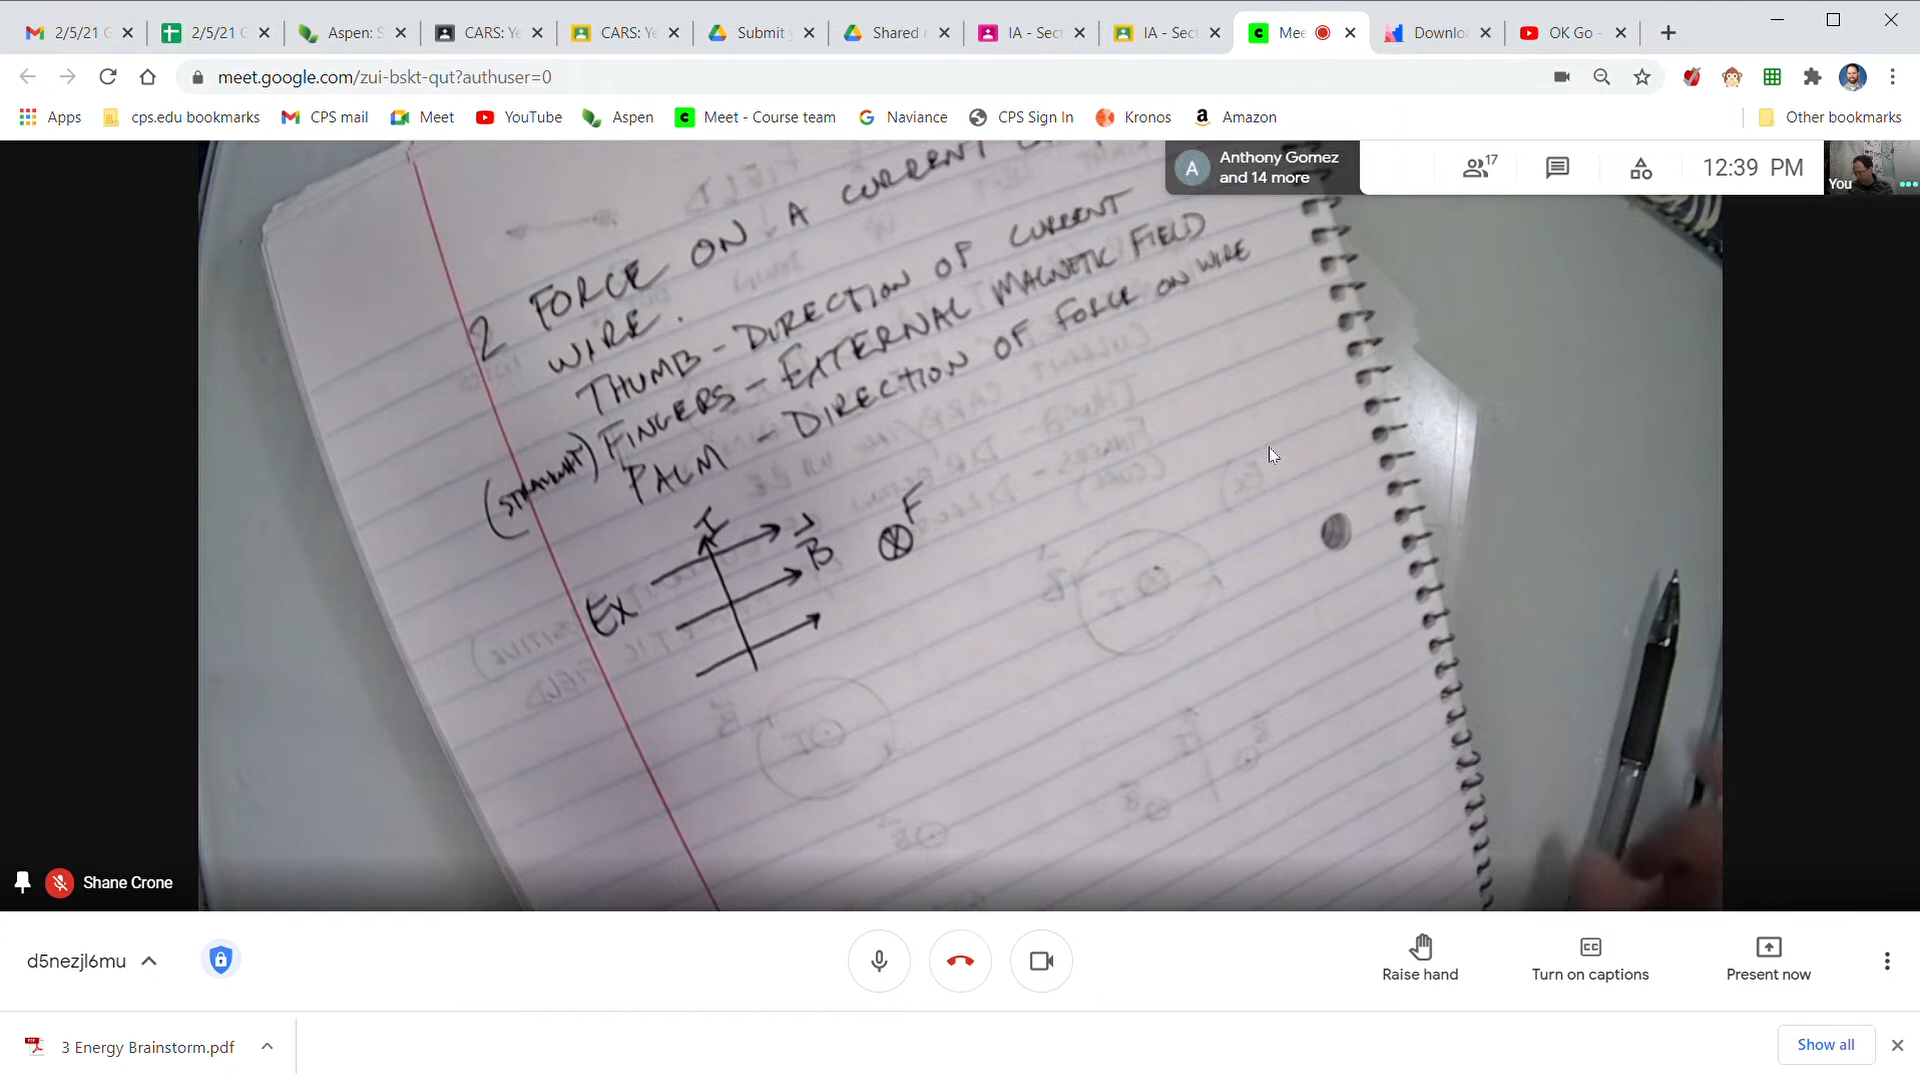 2/5/21 G
2/5/21 G
Aspen: S
CARS: Ye
CARS: Ye
Submit y
Shared r
IA - Sect
IA - Sect
Mee
Downlo
OK Go -
meet.google.com/zui-bskt-qut?authuser=0
Apps
cps.edu bookmarks
CPS mail
Meet
YouTube
Aspen
Meet - Course team
Naviance
CPS Sign In
Kronos
Amazon
Other bookmarks
A
Anthony Gomez
and 14 more
17
12:39 PM
You
2 FORCE ON A CURRENT
WIRE.
THUMB - DIRECTION OF CURRENT
(STRAIGHT) FINGERS - EXTERNAL MAGNETIC FIELD
PALM - DIRECTION OF FORCE ON WIRE
Ex
I
B
F
Shane Crone
d5nezjl6mu
Raise hand
Turn on captions
Present now
3 Energy Brainstorm.pdf
Show all